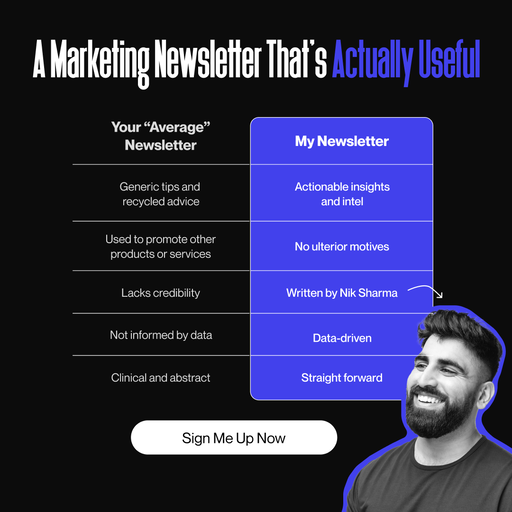 A Marketing Newsletter That's Actually Useful
Your “Average”
Newsletter
My Newsletter
Generic tips and
recycled advice
Actionable insights
and intel
Used to promote other
products or services
No ulterior motives
Lacks credibility
Written by Nik Sharma
Not informed by data
Data-driven
Clinical and abstract
Straight forward
Sign Me Up Now